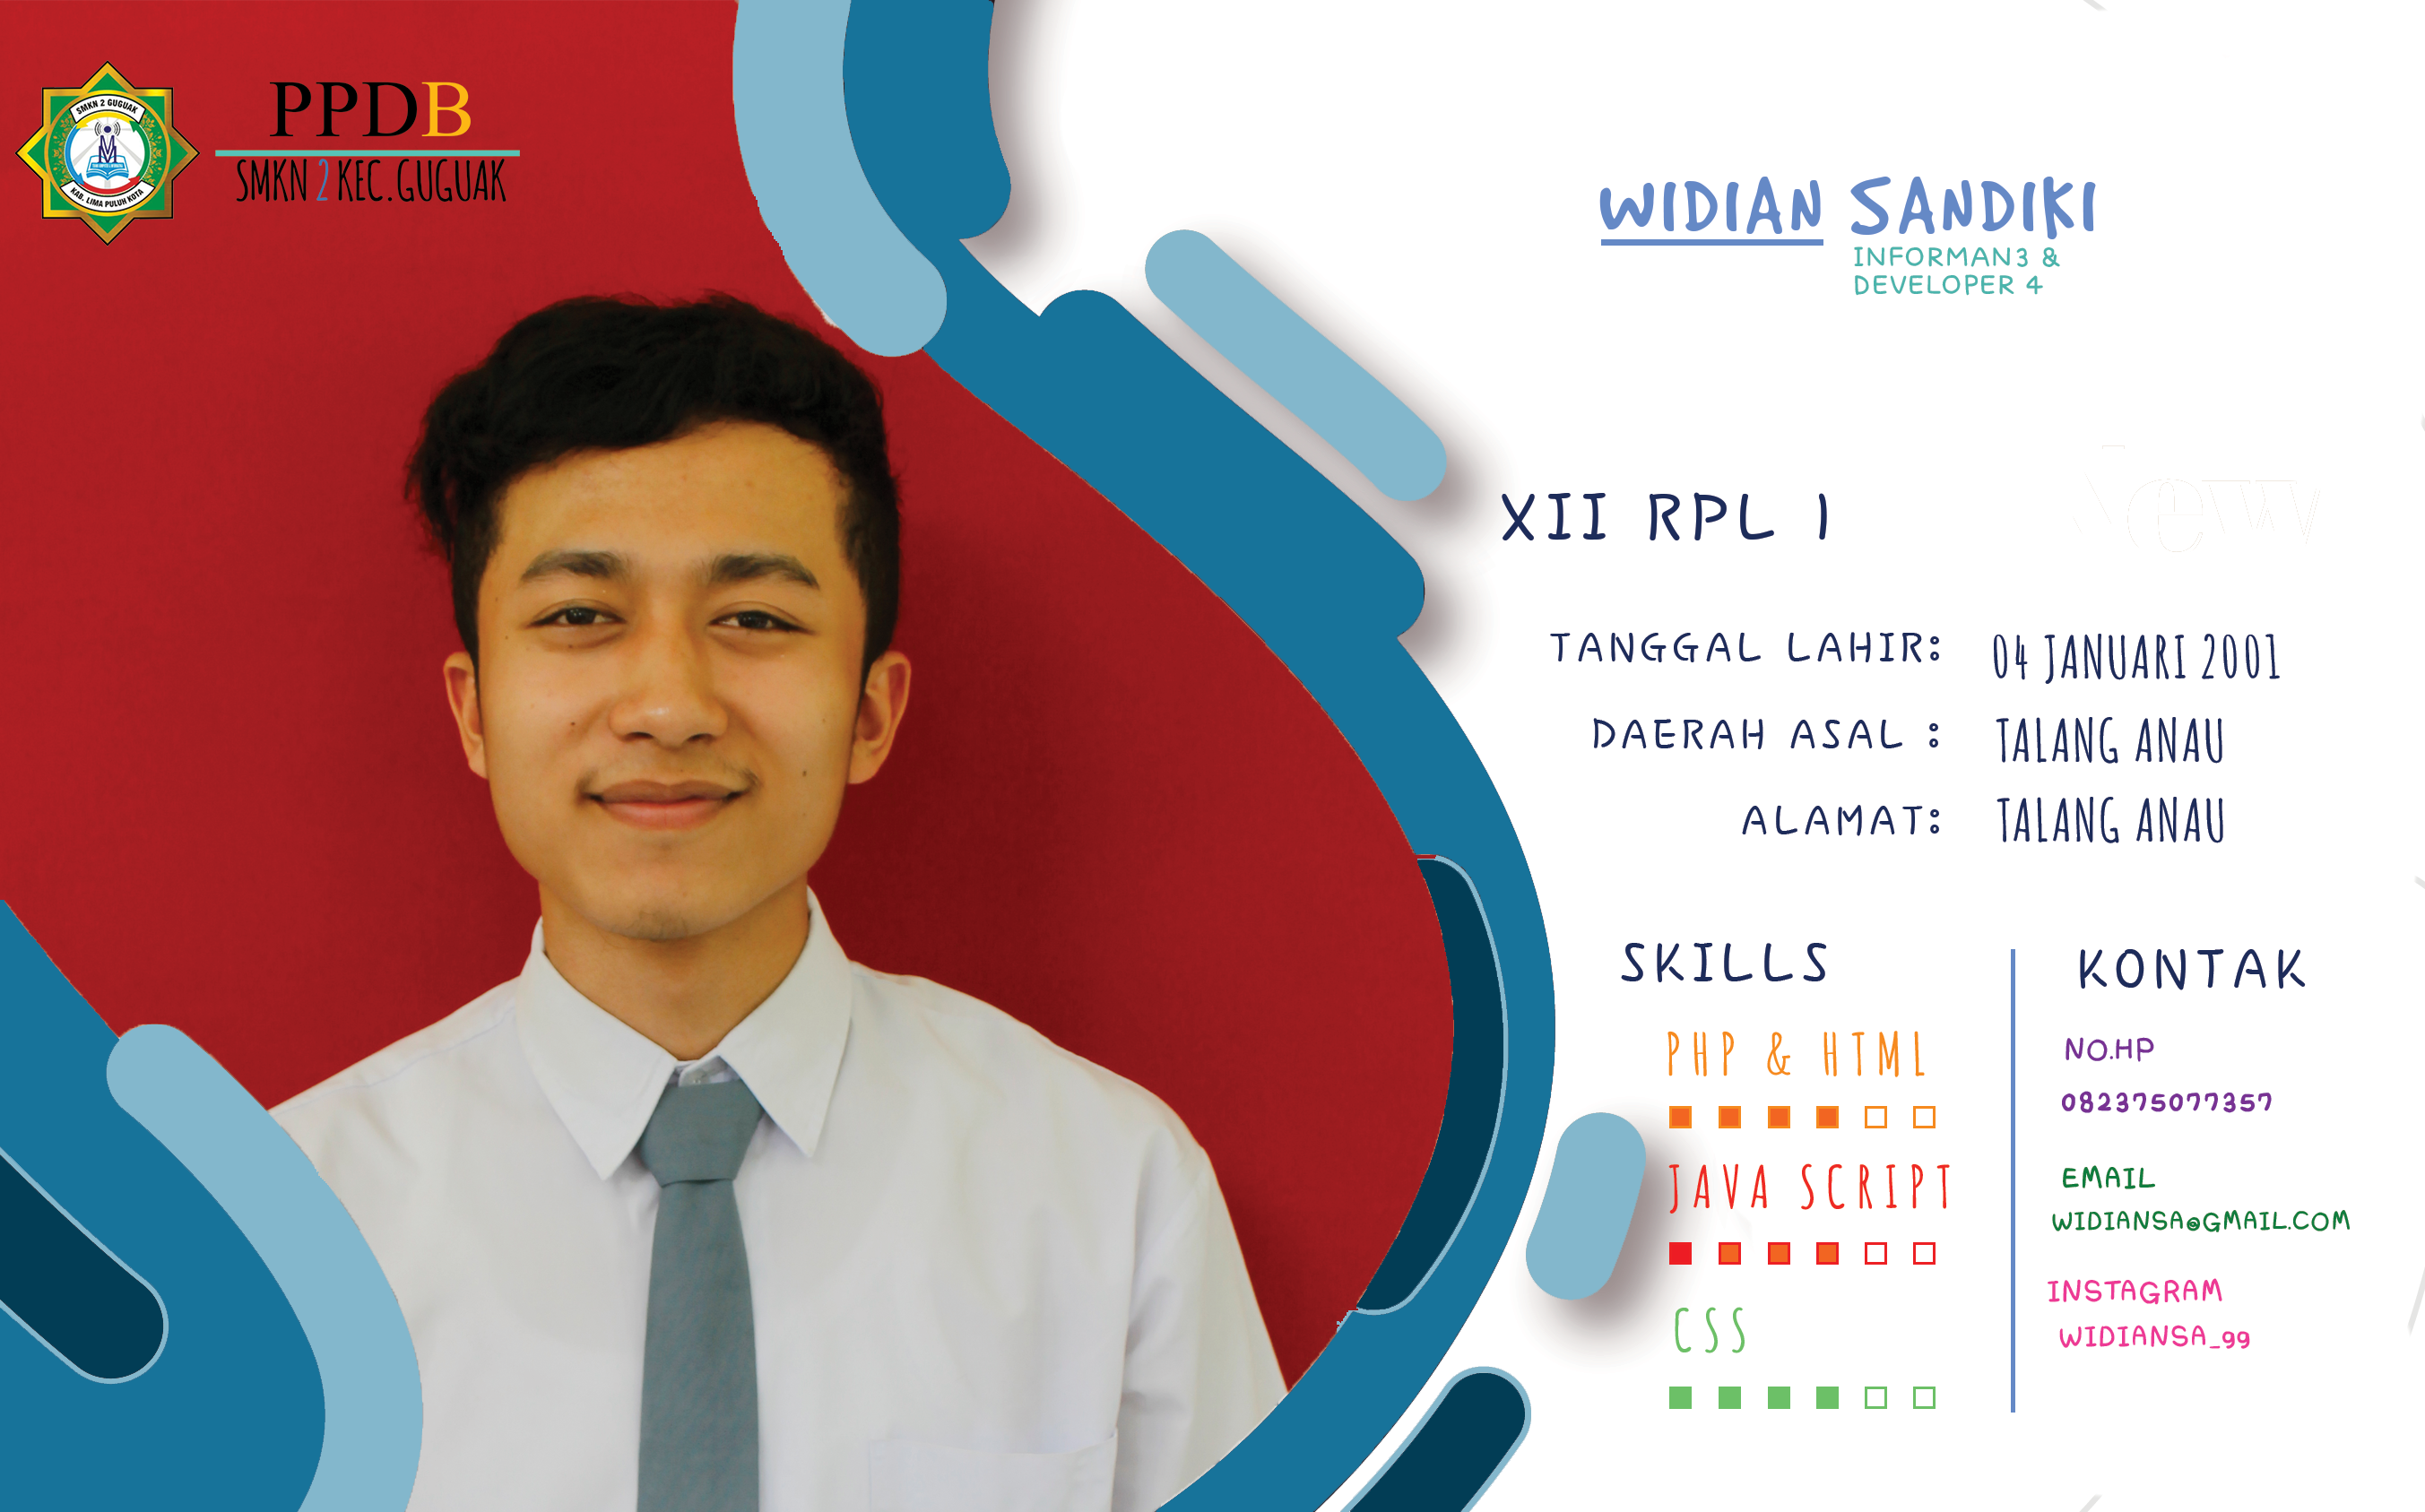 SMKN 2 GUGUAK
KAB. LIMA PULUH KOTA
PPDB
SMKN 2 KEC.GUGUAK
WIDIAN SANDIKI
INFORMAN3 &
DEVELOPER 4
XII RPL 1
TANGGAL LAHIR: 04 JANUARI 2001
DAERAH ASAL : TALANG ANAU
ALAMAT: TALANG ANAU
SKILLS
PHP & HTML
JAVA SCRIPT
CSS
KONTAK
NO.HP
082375077357
EMAIL
WIDIANSA@GMAIL.COM
INSTAGRAM
WIDIANSA_99